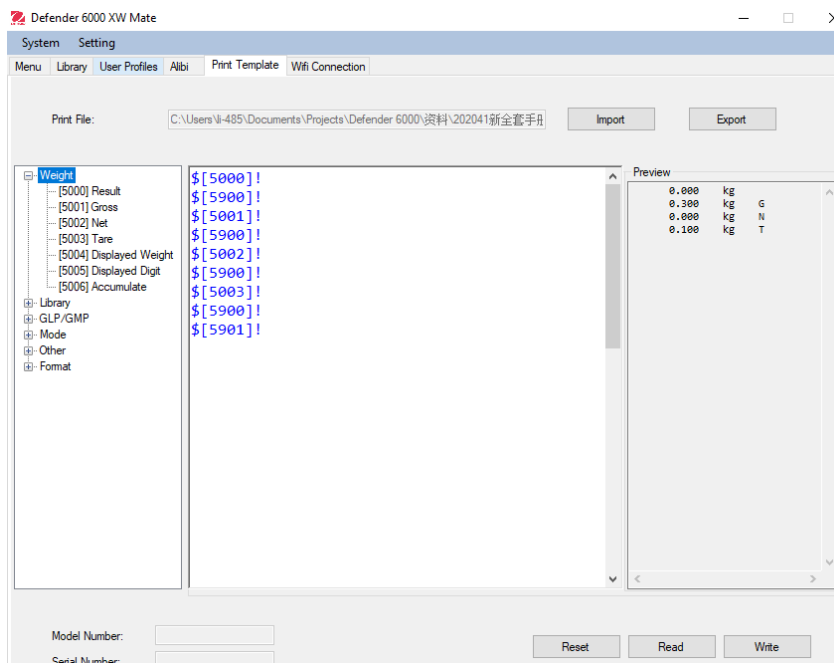 Defender 6000 XW Mate
System Setting
Menu Library User Profiles Alibi Print Template Wifi Connection
Print File: C:\Users\li-485\Documents\Projects\Defender 6000\资料\202041新全套手册 Import Export
Weight
[5000] Result
[5001] Gross
[5002] Net
[5003] Tare
[5004] Displayed Weight
[5005] Displayed Digit
[5006] Accumulate
Library
GLP/GMP
Mode
Other
Format
$[5000]!
$[5900]!
$[5001]!
$[5900]!
$[5002]!
$[5900]!
$[5003]!
$[5900]!
$[5901]!
Preview
0.000 kg
0.300 kg G
0.000 kg N
0.100 kg T
Model Number:
Serial Number:
Reset Read Write